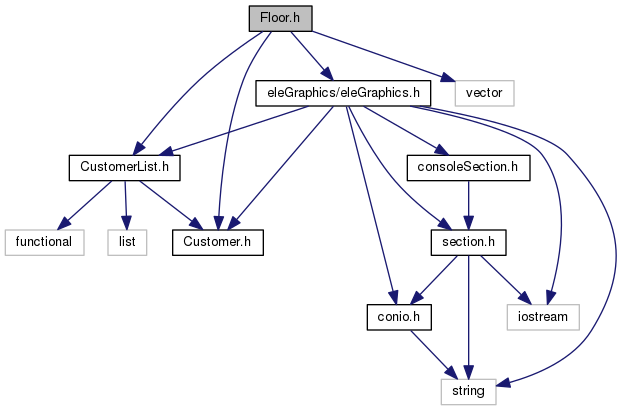 Floor.h
eleGraphics/eleGraphics.h
vector
CustomerList.h
consoleSection.h
functional
list
Customer.h
section.h
conio.h
iostream
string